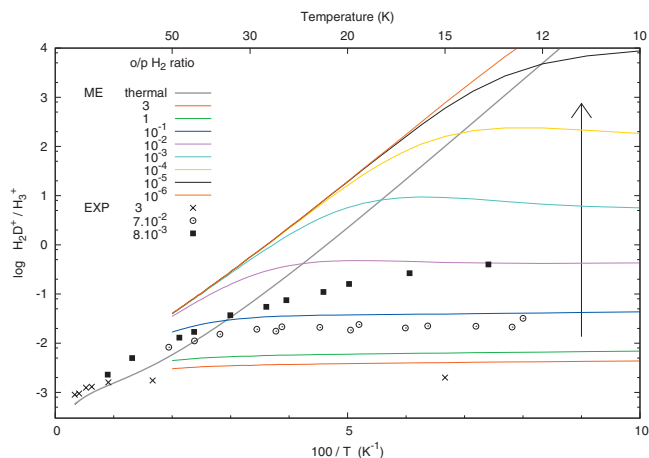 Temperature (K)
50 30 20 15 12 10
4
3
2
1
0
-1
-2
-3
log H₂D⁺ / H₃⁺
o/p H₂ ratio
ME thermal
3
1
10⁻¹
10⁻²
10⁻³
10⁻⁴
10⁻⁵
10⁻⁶
EXP 3
7.10⁻²
8.10⁻³
0 5 10
100 / T (K⁻¹)